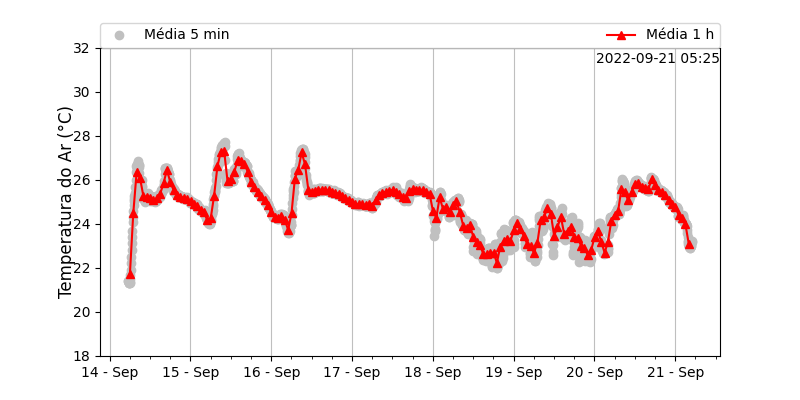 Média 5 min
Média 1 h
2022-09-21 05:25
Temperatura do Ar (°C)
32
30
28
26
24
22
20
18
14 - Sep
15 - Sep
16 - Sep
17 - Sep
18 - Sep
19 - Sep
20 - Sep
21 - Sep